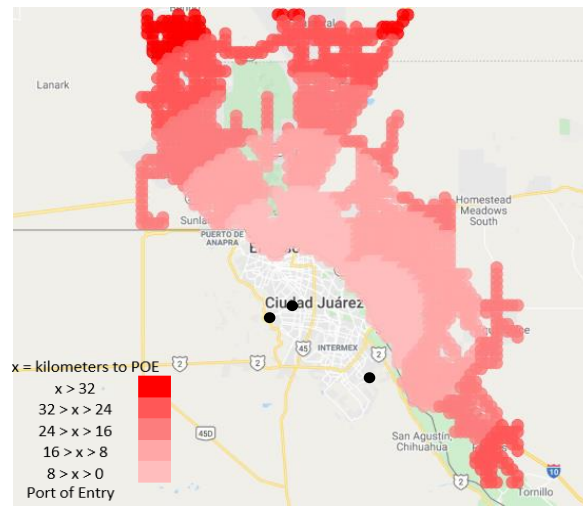 Lanark
Homestead
Meadows
South
Sunla
PUERTO DE
ANAPRA
E
Ciudad Juárez
45
INTERMEX
2
2
2
x = kilometers to POE
x > 32
32 > x > 24
24 > x > 16
16 > x > 8
8 > x > 0
Port of Entry
45D
San Agustín,
Chihuahua
2
10
Tornillo